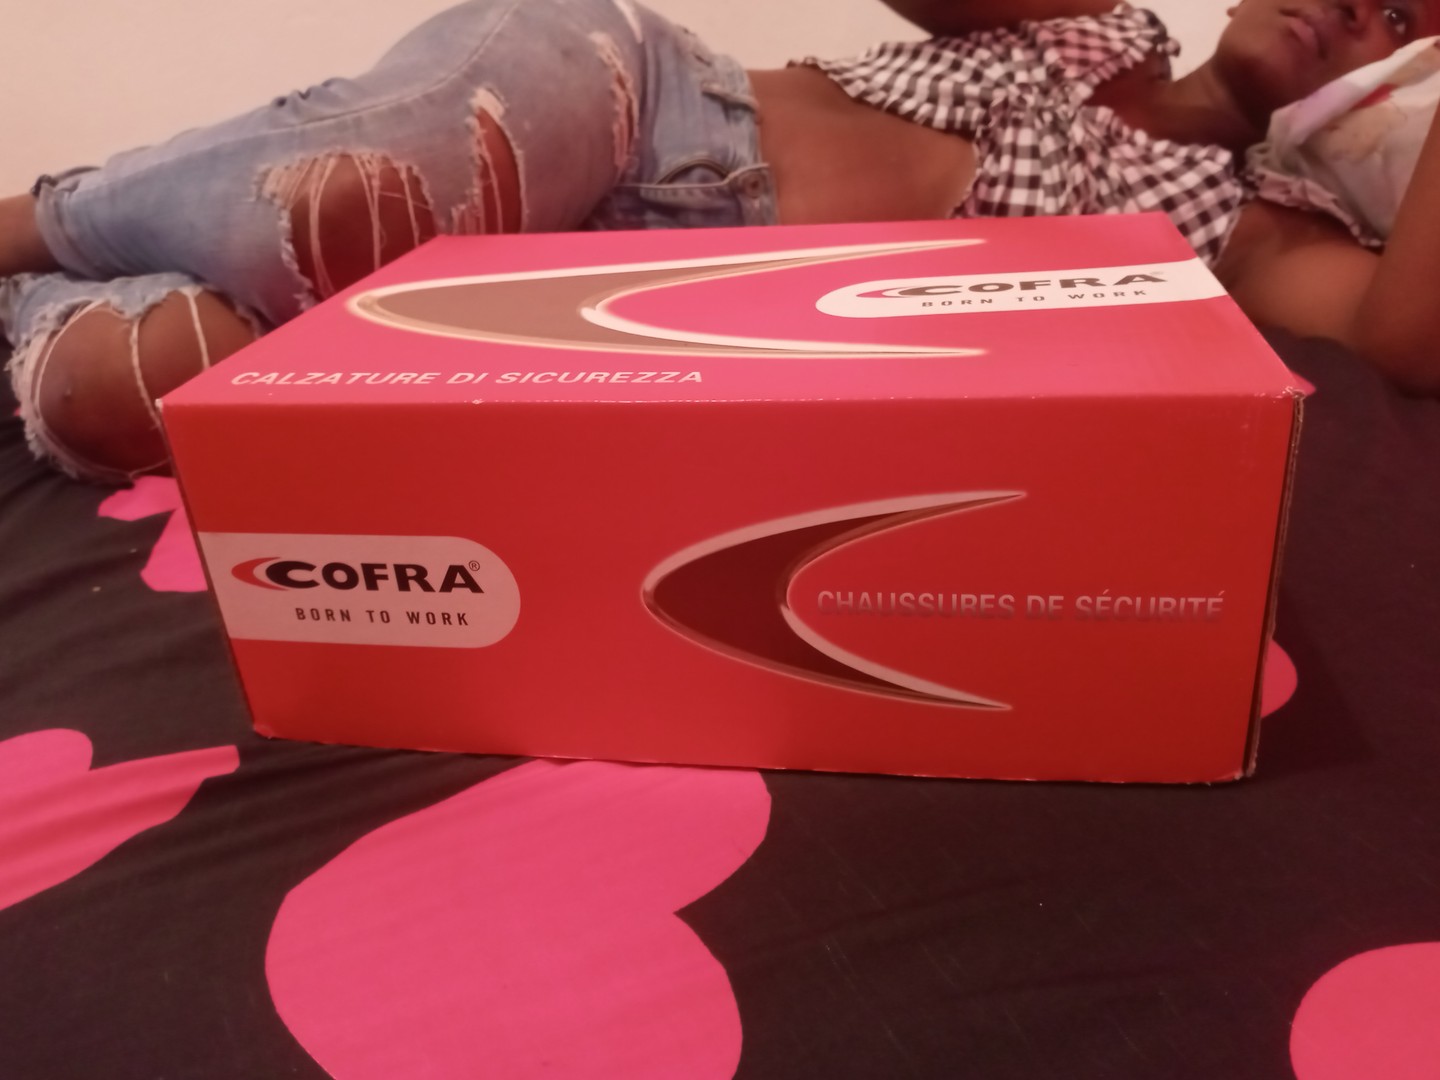 COFRA®
BORN TO WORK
CALZATURE DI SICUREZZA
COFRA®
BORN TO WORK
CHAUSSURES DE SÉCURITÉ